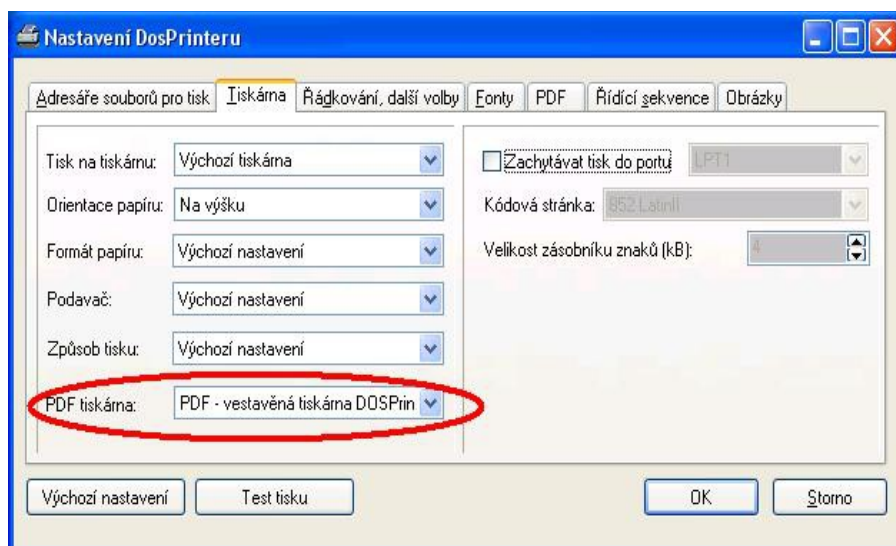 Nastavení DosPrinteru
Adresáře souborů pro tisk Tiskárna Řádkování, další volby Fonty PDF Řídící sekvence Obrázky
Tisk na tiskárnu: Výchozí tiskárna
Orientace papíru: Na výšku
Formát papíru: Výchozí nastavení
Podavač: Výchozí nastavení
Způsob tisku: Výchozí nastavení
PDF tiskárna: PDF - vestavěná tiskárna DOSPrin
Zachytávat tisk do portu LPT1
Kódová stránka: 852-LatinII
Velikost zásobníku znaků (kB): 4
Výchozí nastavení Test tisku OK Storno